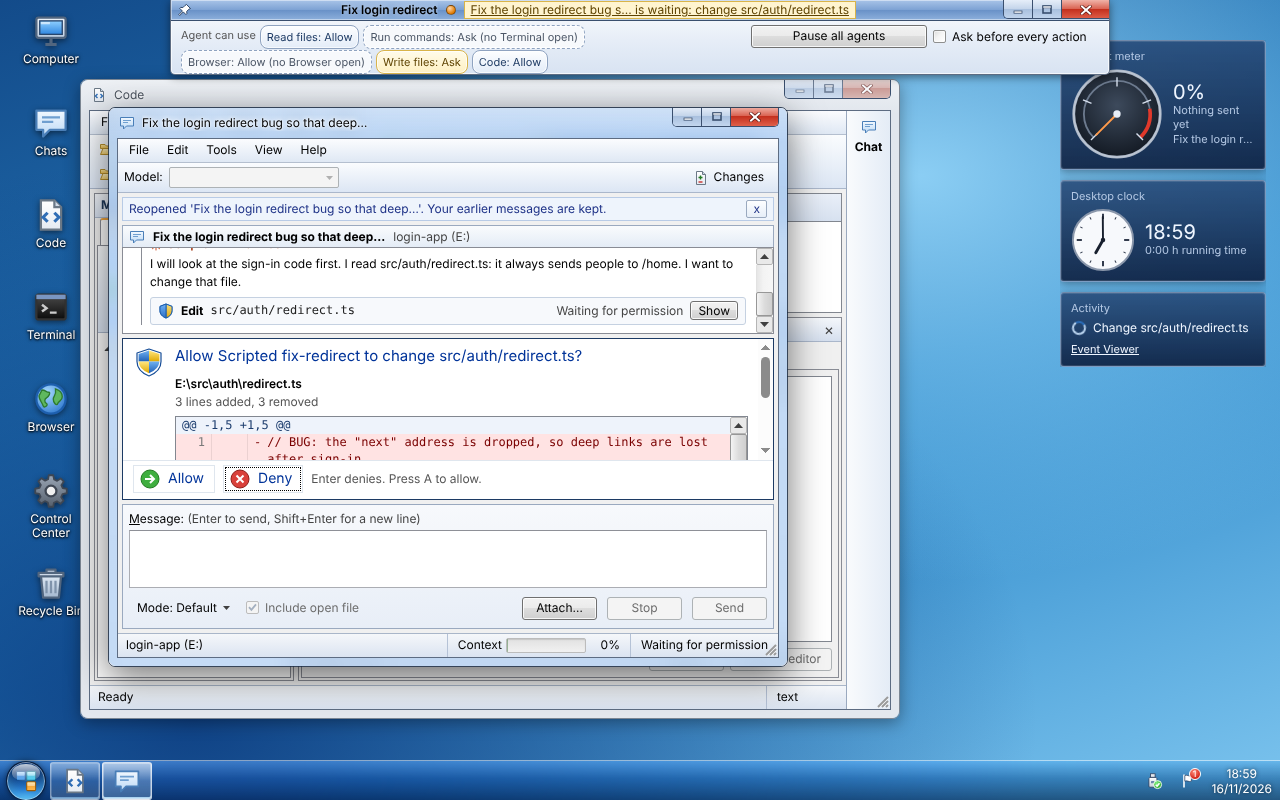 Fix login redirect
Fix the login redirect bug s... is waiting: change src/auth/redirect.ts
Agent can use
Read files: Allow
Run commands: Ask (no Terminal open)
Browser: Allow (no Browser open)
Write files: Ask
Code: Allow
Pause all agents
Ask before every action
Computer
Chats
Code
Terminal
Browser
Control
Center
Recycle Bin
Code
Chat
Fix the login redirect bug so that deep...
File
Edit
Tools
View
Help
Model:
Changes
Reopened 'Fix the login redirect bug so that deep...'. Your earlier messages are kept.
x
Fix the login redirect bug so that deep...
login-app (E:)
I will look at the sign-in code first. I read src/auth/redirect.ts: it always sends people to /home. I want to
change that file.
Edit src/auth/redirect.ts
Waiting for permission
Show
Allow Scripted fix-redirect to change src/auth/redirect.ts?
E:\src\auth\redirect.ts
3 lines added, 3 removed
@@ -1,5 +1,5 @@
1 - // BUG: the "next" address is dropped, so deep links are lost
after sign-in
Allow
Deny
Enter denies. Press A to allow.
Message: (Enter to send, Shift+Enter for a new line)
Mode: Default
Include open file
Attach...
Stop
Send
login-app (E:)
Context
0%
Waiting for permission
editor
Ready
text
meter
0%
Nothing sent
yet
Fix the login r...
Desktop clock
18:59
0:00 h running time
Activity
Change src/auth/redirect.ts
Event Viewer
1
18:59
16/11/2026